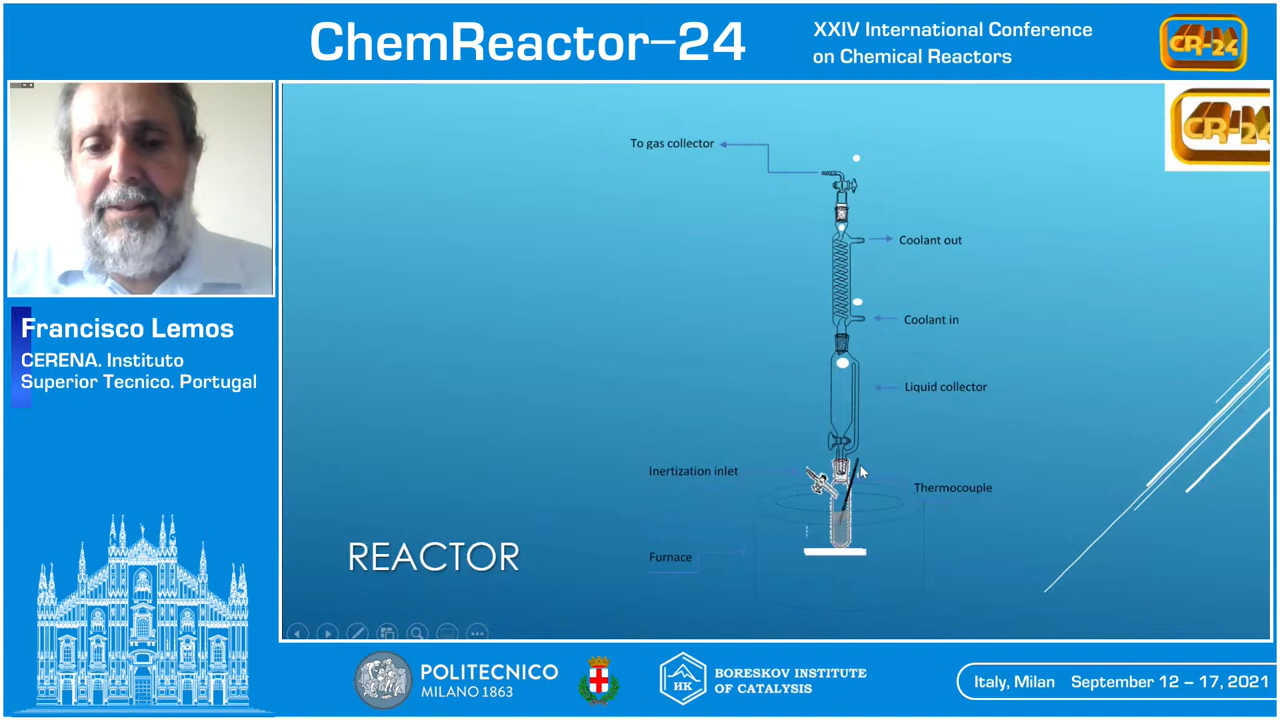 ChemReactor-24
XXIV International Conference
on Chemical Reactors
CR-24
CR-24
To gas collector
Coolant out
Coolant in
Liquid collector
Inertization inlet
Thermocouple
Furnace
REACTOR
Francisco Lemos
CERENA. Instituto
Superior Tecnico. Portugal
POLITECNICO
MILANO 1863
НК
BORESKOV INSTITUTE
OF CATALYSIS
Italy, Milan September 12 – 17, 2021